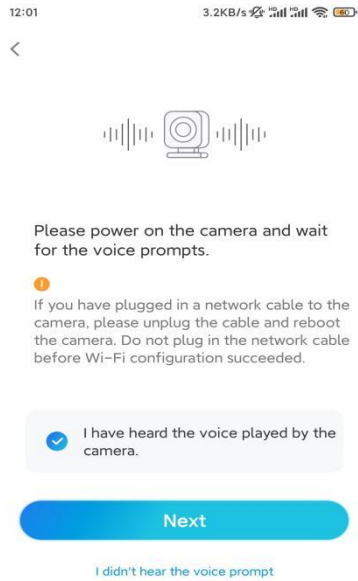 12:01
3.2KB/s HD HD 60
Please power on the camera and wait
for the voice prompts.
If you have plugged in a network cable to the
camera, please unplug the cable and reboot
the camera. Do not plug in the network cable
before Wi-Fi configuration succeeded.
I have heard the voice played by the
camera.
Next
I didn't hear the voice prompt